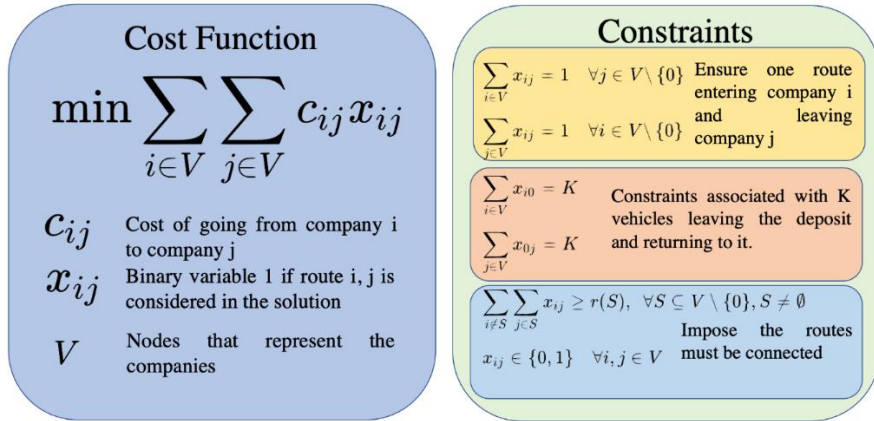 Cost Function
min ∑_{i∈V} ∑_{j∈V} c_{ij} x_{ij}
c_{ij} Cost of going from company i
to company j
x_{ij} Binary variable 1 if route i, j is
considered in the solution
V Nodes that represent the
companies
Constraints
∑_{i∈V} x_{ij} = 1 ∀j ∈ V\{0}
∑_{j∈V} x_{ij} = 1 ∀i ∈ V\{0}
Ensure one route
entering company i
and leaving
company j
∑_{i∈V} x_{i0} = K
∑_{j∈V} x_{0j} = K
Constraints associated with K
vehicles leaving the deposit
and returning to it.
∑_{i∉S} ∑_{j∈S} x_{ij} ≥ r(S), ∀S ⊆ V \ {0}, S ≠ ∅
x_{ij} ∈ {0, 1} ∀i, j ∈ V
Impose the routes
must be connected